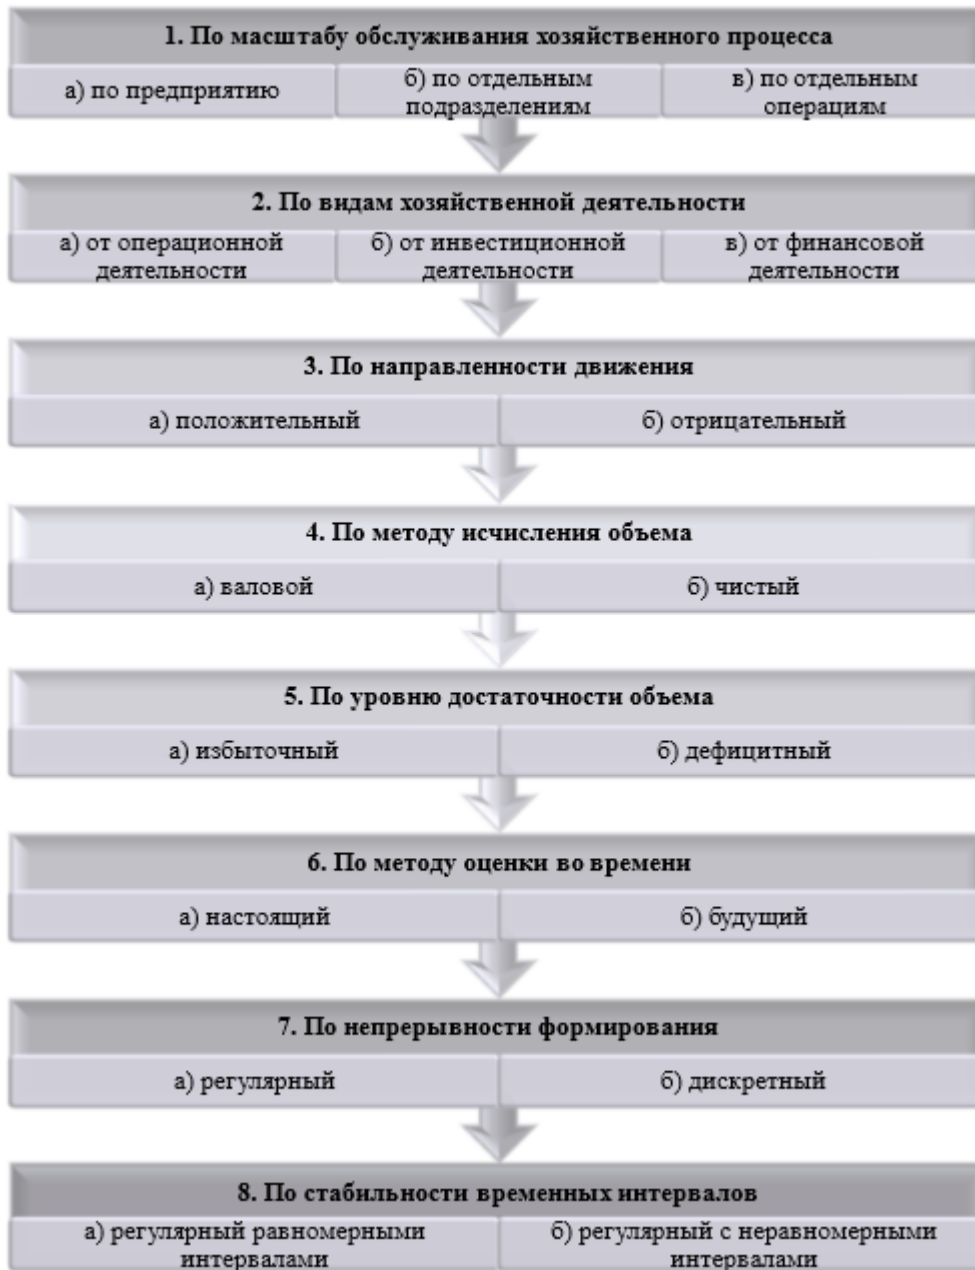 1. По масштабу обслуживания хозяйственного процесса
а) по предприятию
б) по отдельным
подразделениям
в) по отдельным
операциям
2. По видам хозяйственной деятельности
а) от операционной
деятельности
б) от инвестиционной
деятельности
в) от финансовой
деятельности
3. По направленности движения
а) положительный
б) отрицательный
4. По методу исчисления объема
а) валовой
б) чистый
5. По уровню достаточности объема
а) избыточный
б) дефицитный
6. По методу оценки во времени
а) настоящий
б) будущий
7. По непрерывности формирования
а) регулярный
б) дискретный
8. По стабильности временных интервалов
а) регулярный равномерными
интервалами
б) регулярный с неравномерными
интервалами